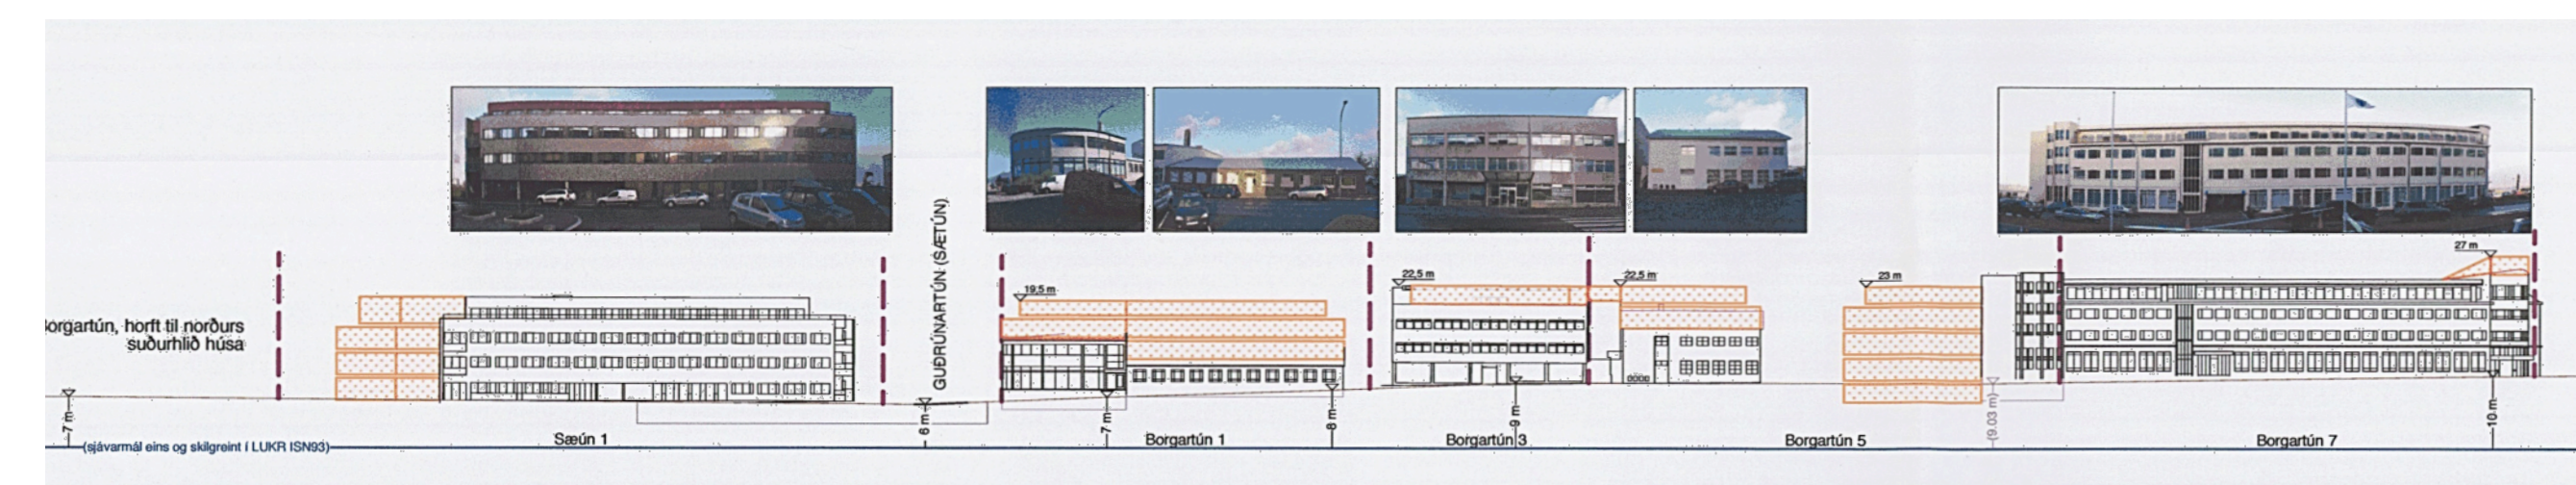 GUÐRÚNARTÚN (SÆTÚN)
27 m
19,5 m
22,5 m
22,5 m
23 m
Borgartún, horft til norðurs
suðurhlið húsa
7 m
6 m
7 m
8 m
9 m
(9.03 m)
10 m
Sæún 1
Borgartún 1
Borgartún 3
Borgartún 5
Borgartún 7
(sjávarmál eins og skilgreint í LUKR ISN93)